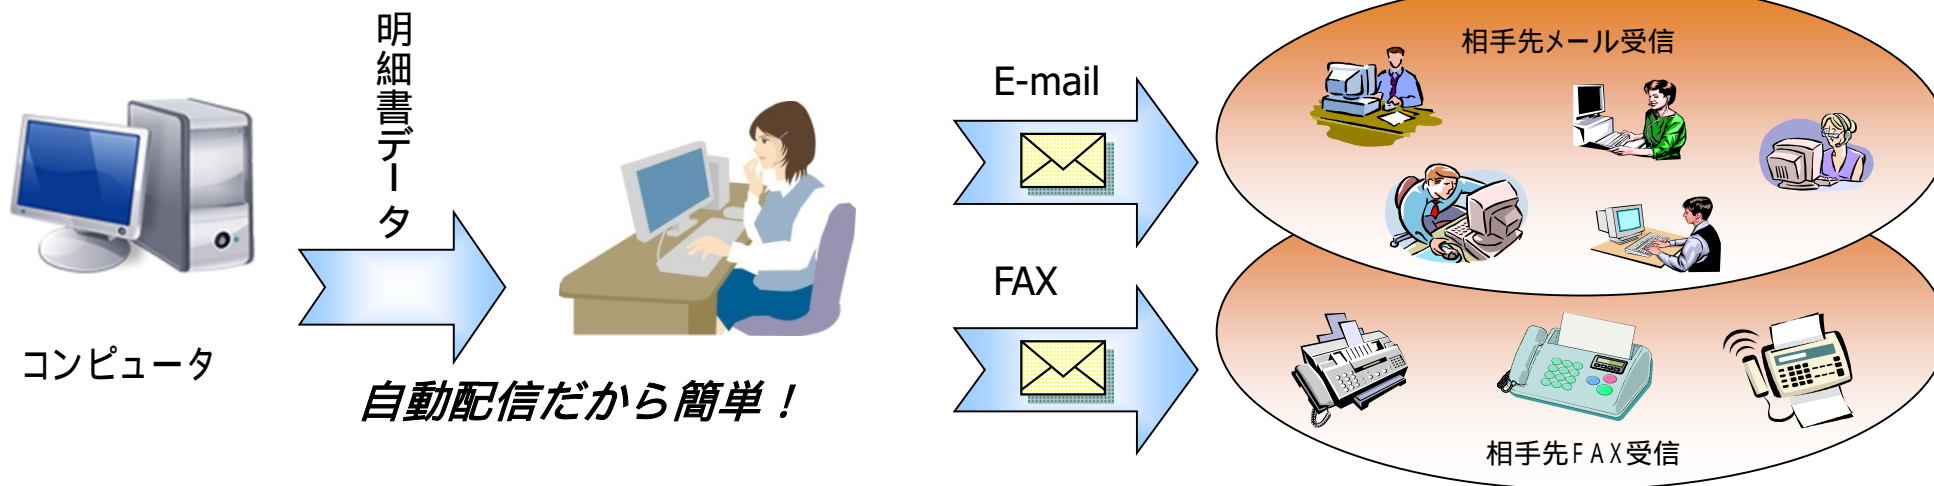 明細書データ
コンピュータ
自動配信だから簡単！
E-mail
FAX
相手先メール受信
相手先FAX受信